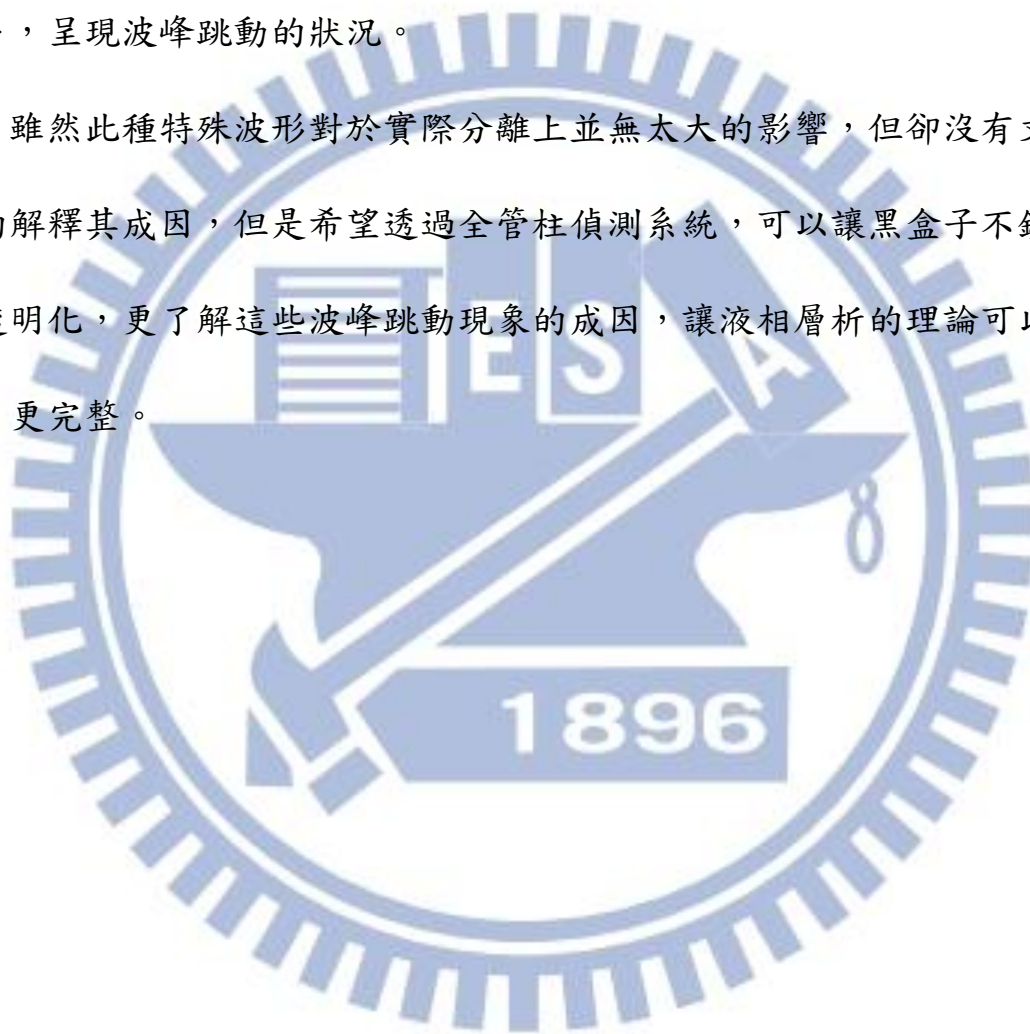 ，呈現波峰跳動的狀況。
雖然此種特殊波形對於實際分離上並無太大的影響，但卻沒有
解釋其成因，但是希望透過全管柱偵測系統，可以讓黑盒子不
明化，更了解這些波峰跳動現象的成因，讓液相層析的理論可以
更完整。
E S A
1896